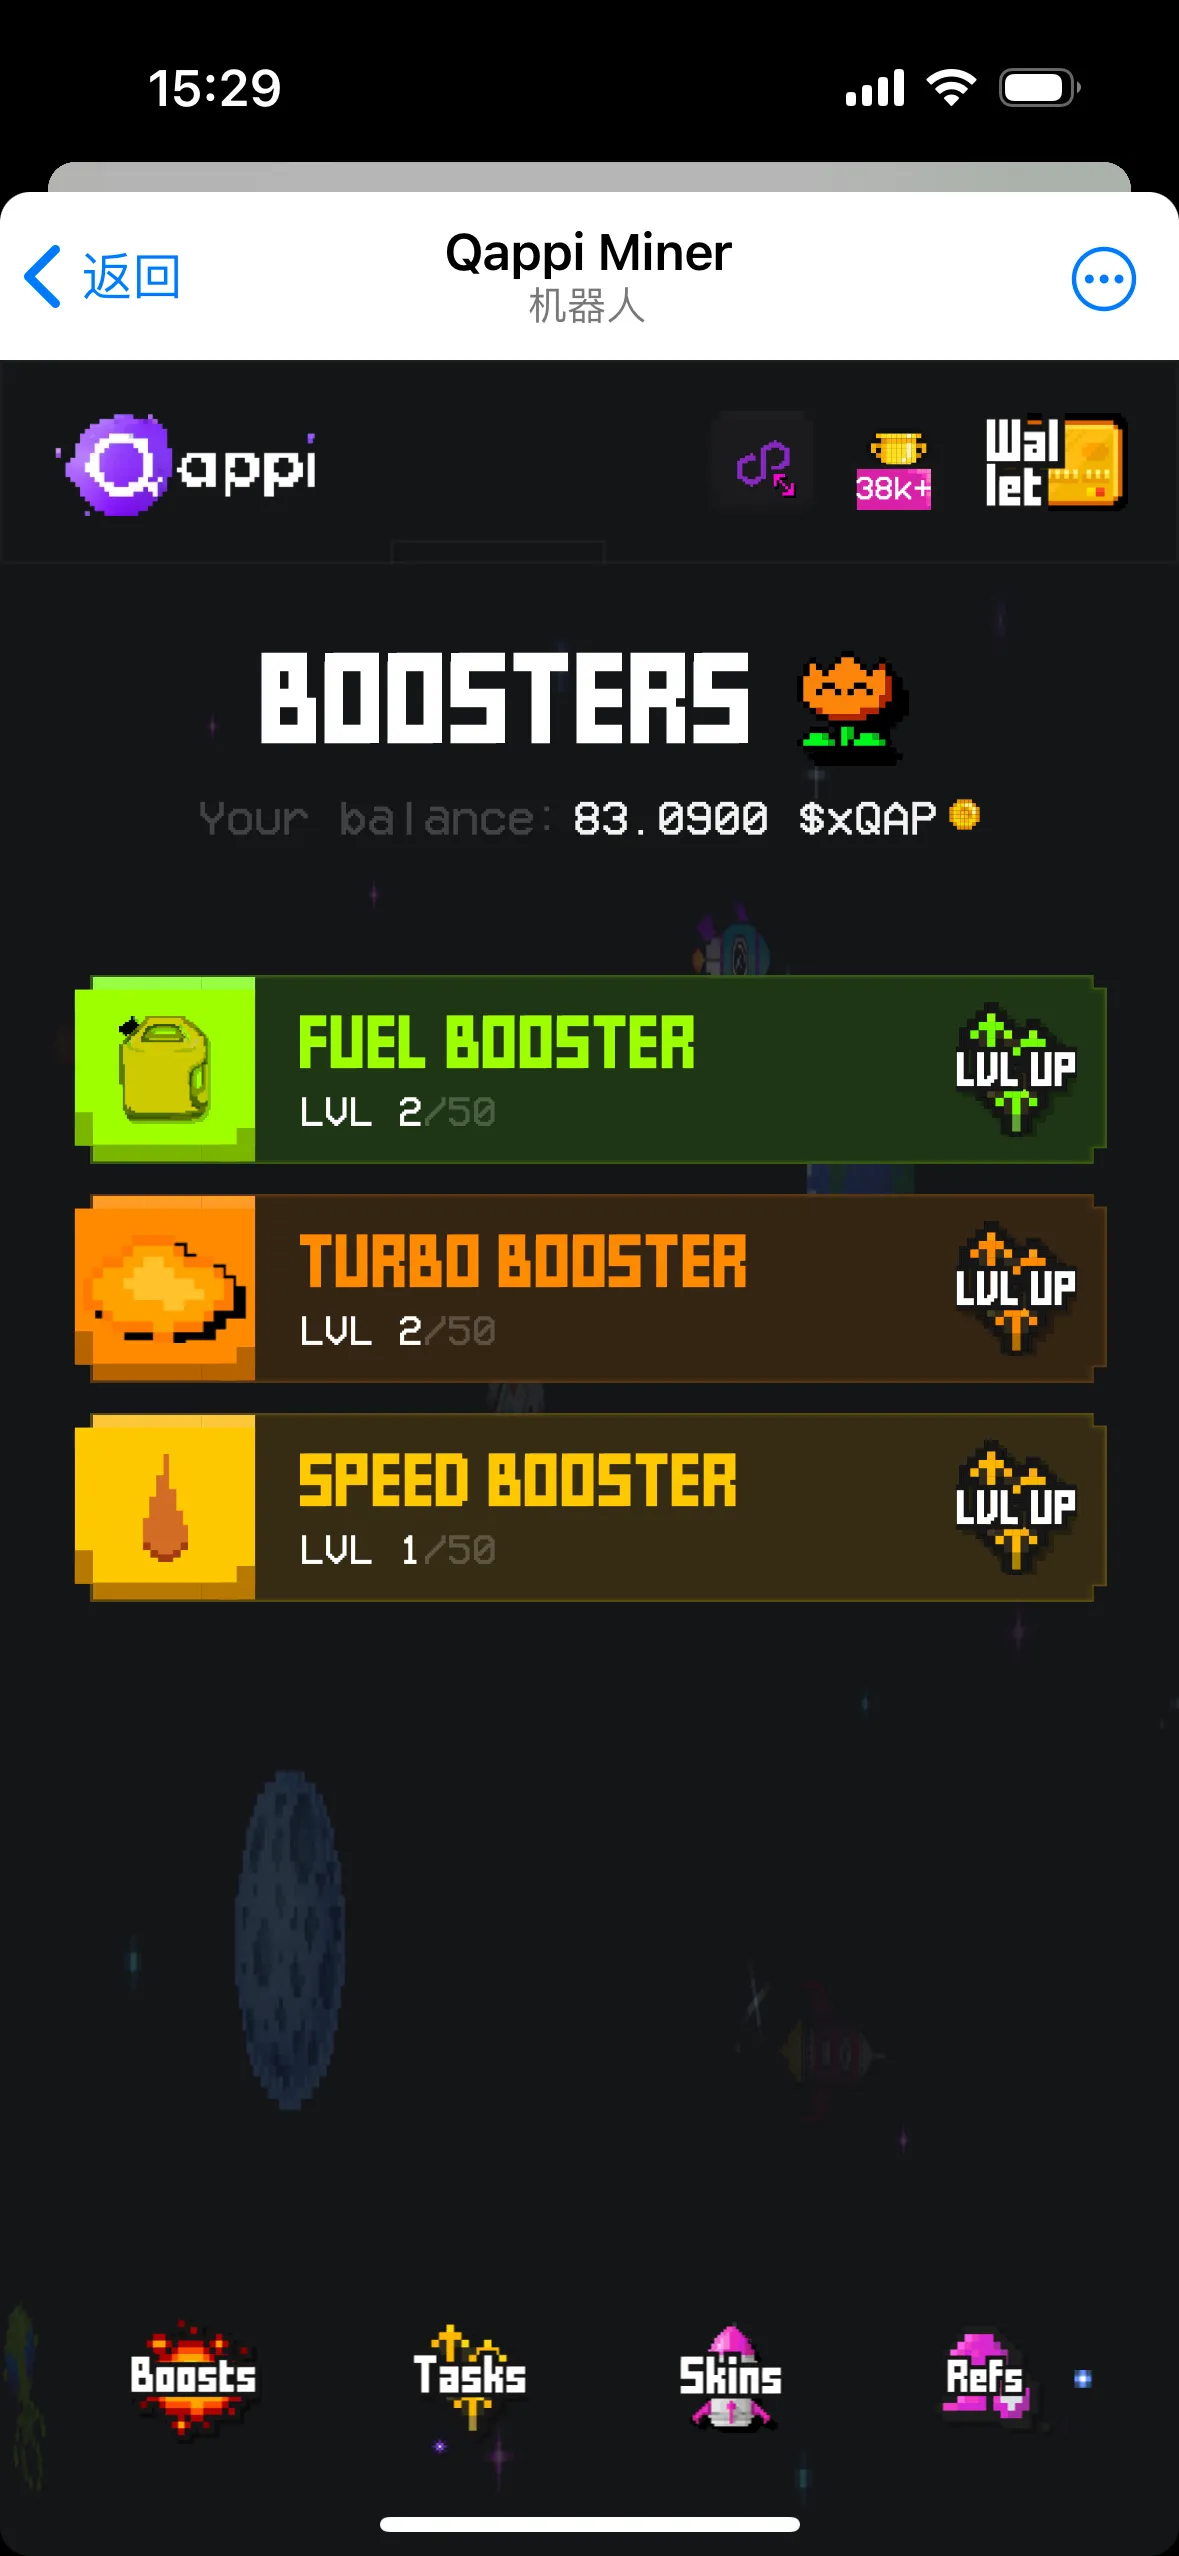 15:29
返回
Qappi Miner
机器人
Qappi
38k+
Wal
let
BOOSTERS
Your balance: 83.0900 $xQAP
FUEL BOOSTER
LVL 2/50
LVL UP
TURBO BOOSTER
LVL 2/50
LVL UP
SPEED BOOSTER
LVL 1/50
LVL UP
Boosts
Tasks
Skins
Refs